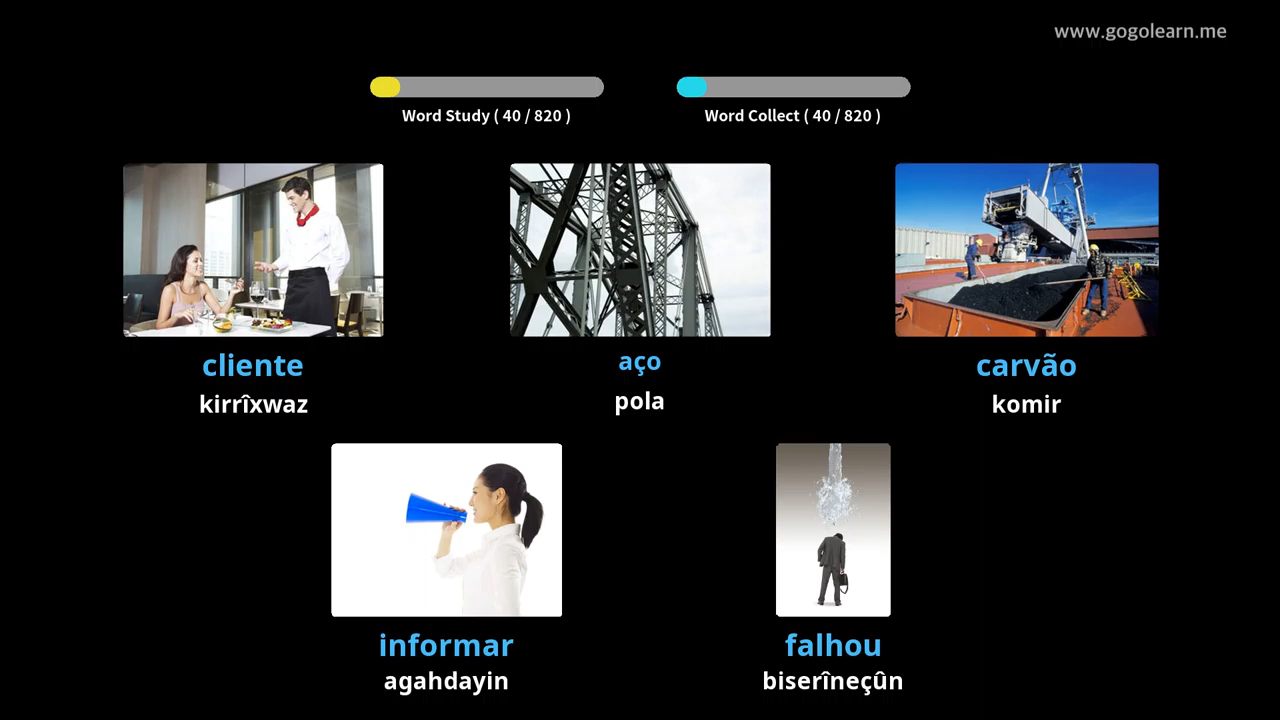 www.gogolearn.me
Word Study ( 40 / 820 )
Word Collect ( 40 / 820 )
cliente
kirrîxwaz
aço
pola
carvão
komir
informar
agahdayin
falhou
biserîneçûn